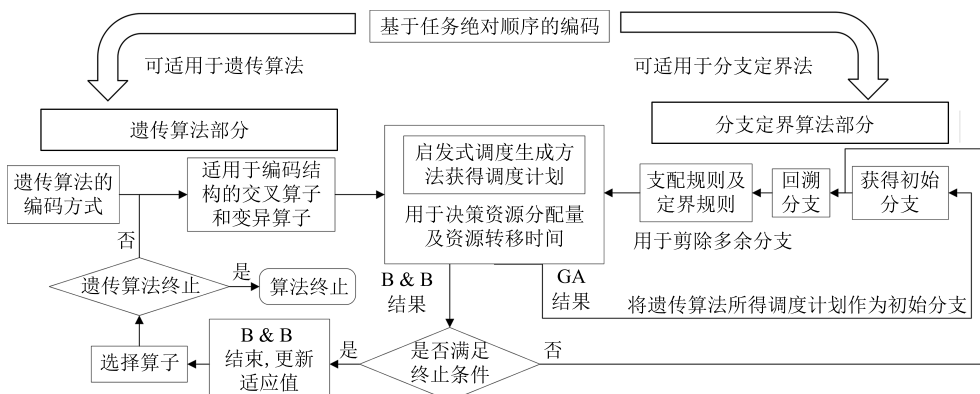 基于任务绝对顺序的编码
可适用于遗传算法
可适用于分支定界法
遗传算法部分
分支定界算法部分
遗传算法的
编码方式
适用于编码结
构的交叉算子
和变异算子
启发式调度生成方
法获得调度计划
用于决策资源分配量
及资源转移时间
支配规则及
定界规则
回溯
分支
获得初始
分支
用于剪除多余分支
否
遗传算法终止
是
算法终止
B & B
结果
GA
结果
将遗传算法所得调度计划作为初始分支
选择算子
B & B
结束,更新
适应值
是
是否满足
终止条件
否